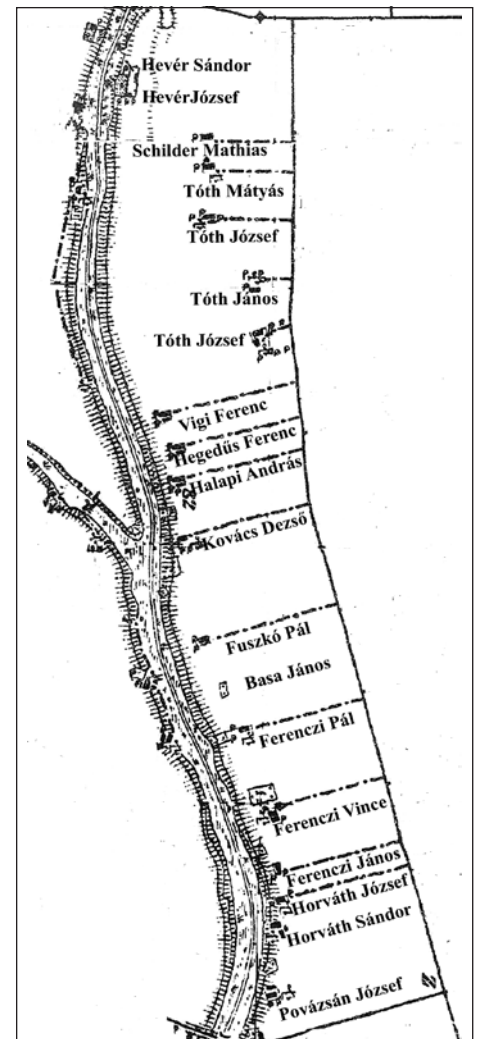 Hevér Sándor
HevérJózsef
Schilder Mathias
Tóth Mátyás
Tóth József
Tóth János
Tóth József
Vigi Ferenc
Hegedűs Ferenc
Halapi András
Kovács Dezső
Fuszkó Pál
Basa János
Ferenczi Pál
Ferenczi Vince
Ferenczi János
Horváth József
Horváth Sándor
Povázsán József